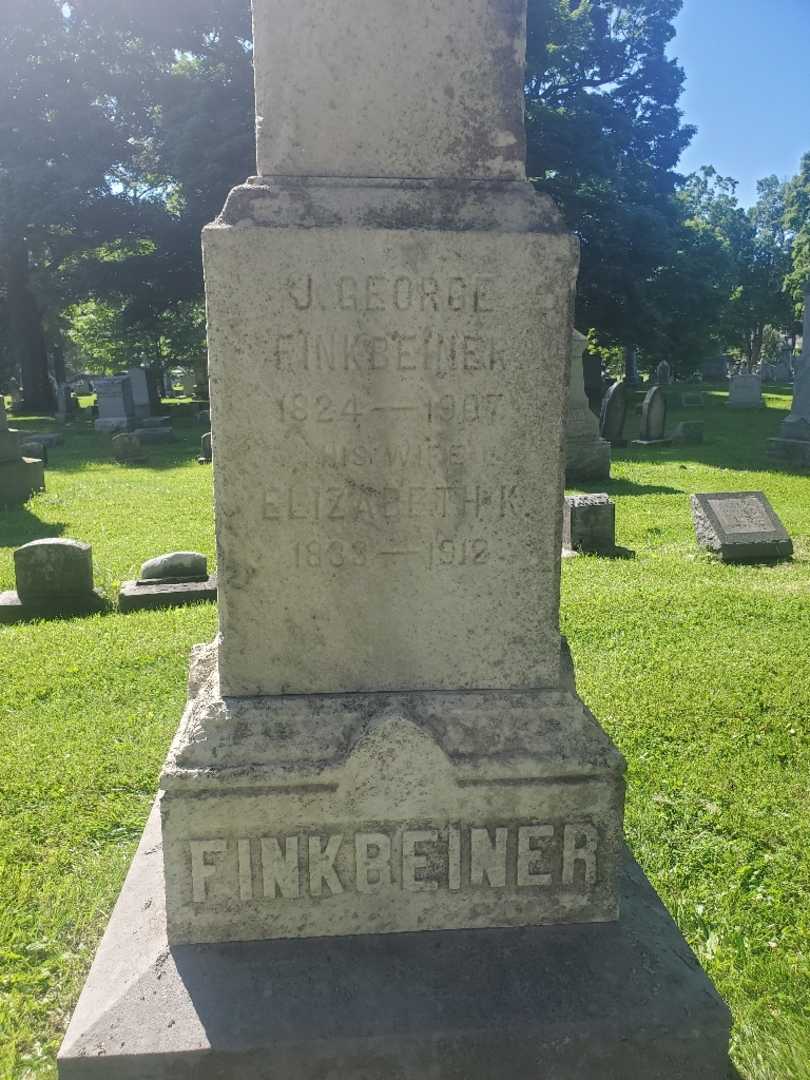 J. GEORGE
FINKBEINER
1824—1907
HIS WIFE
ELIZABETH K.
1833—1912
FINKBEINER